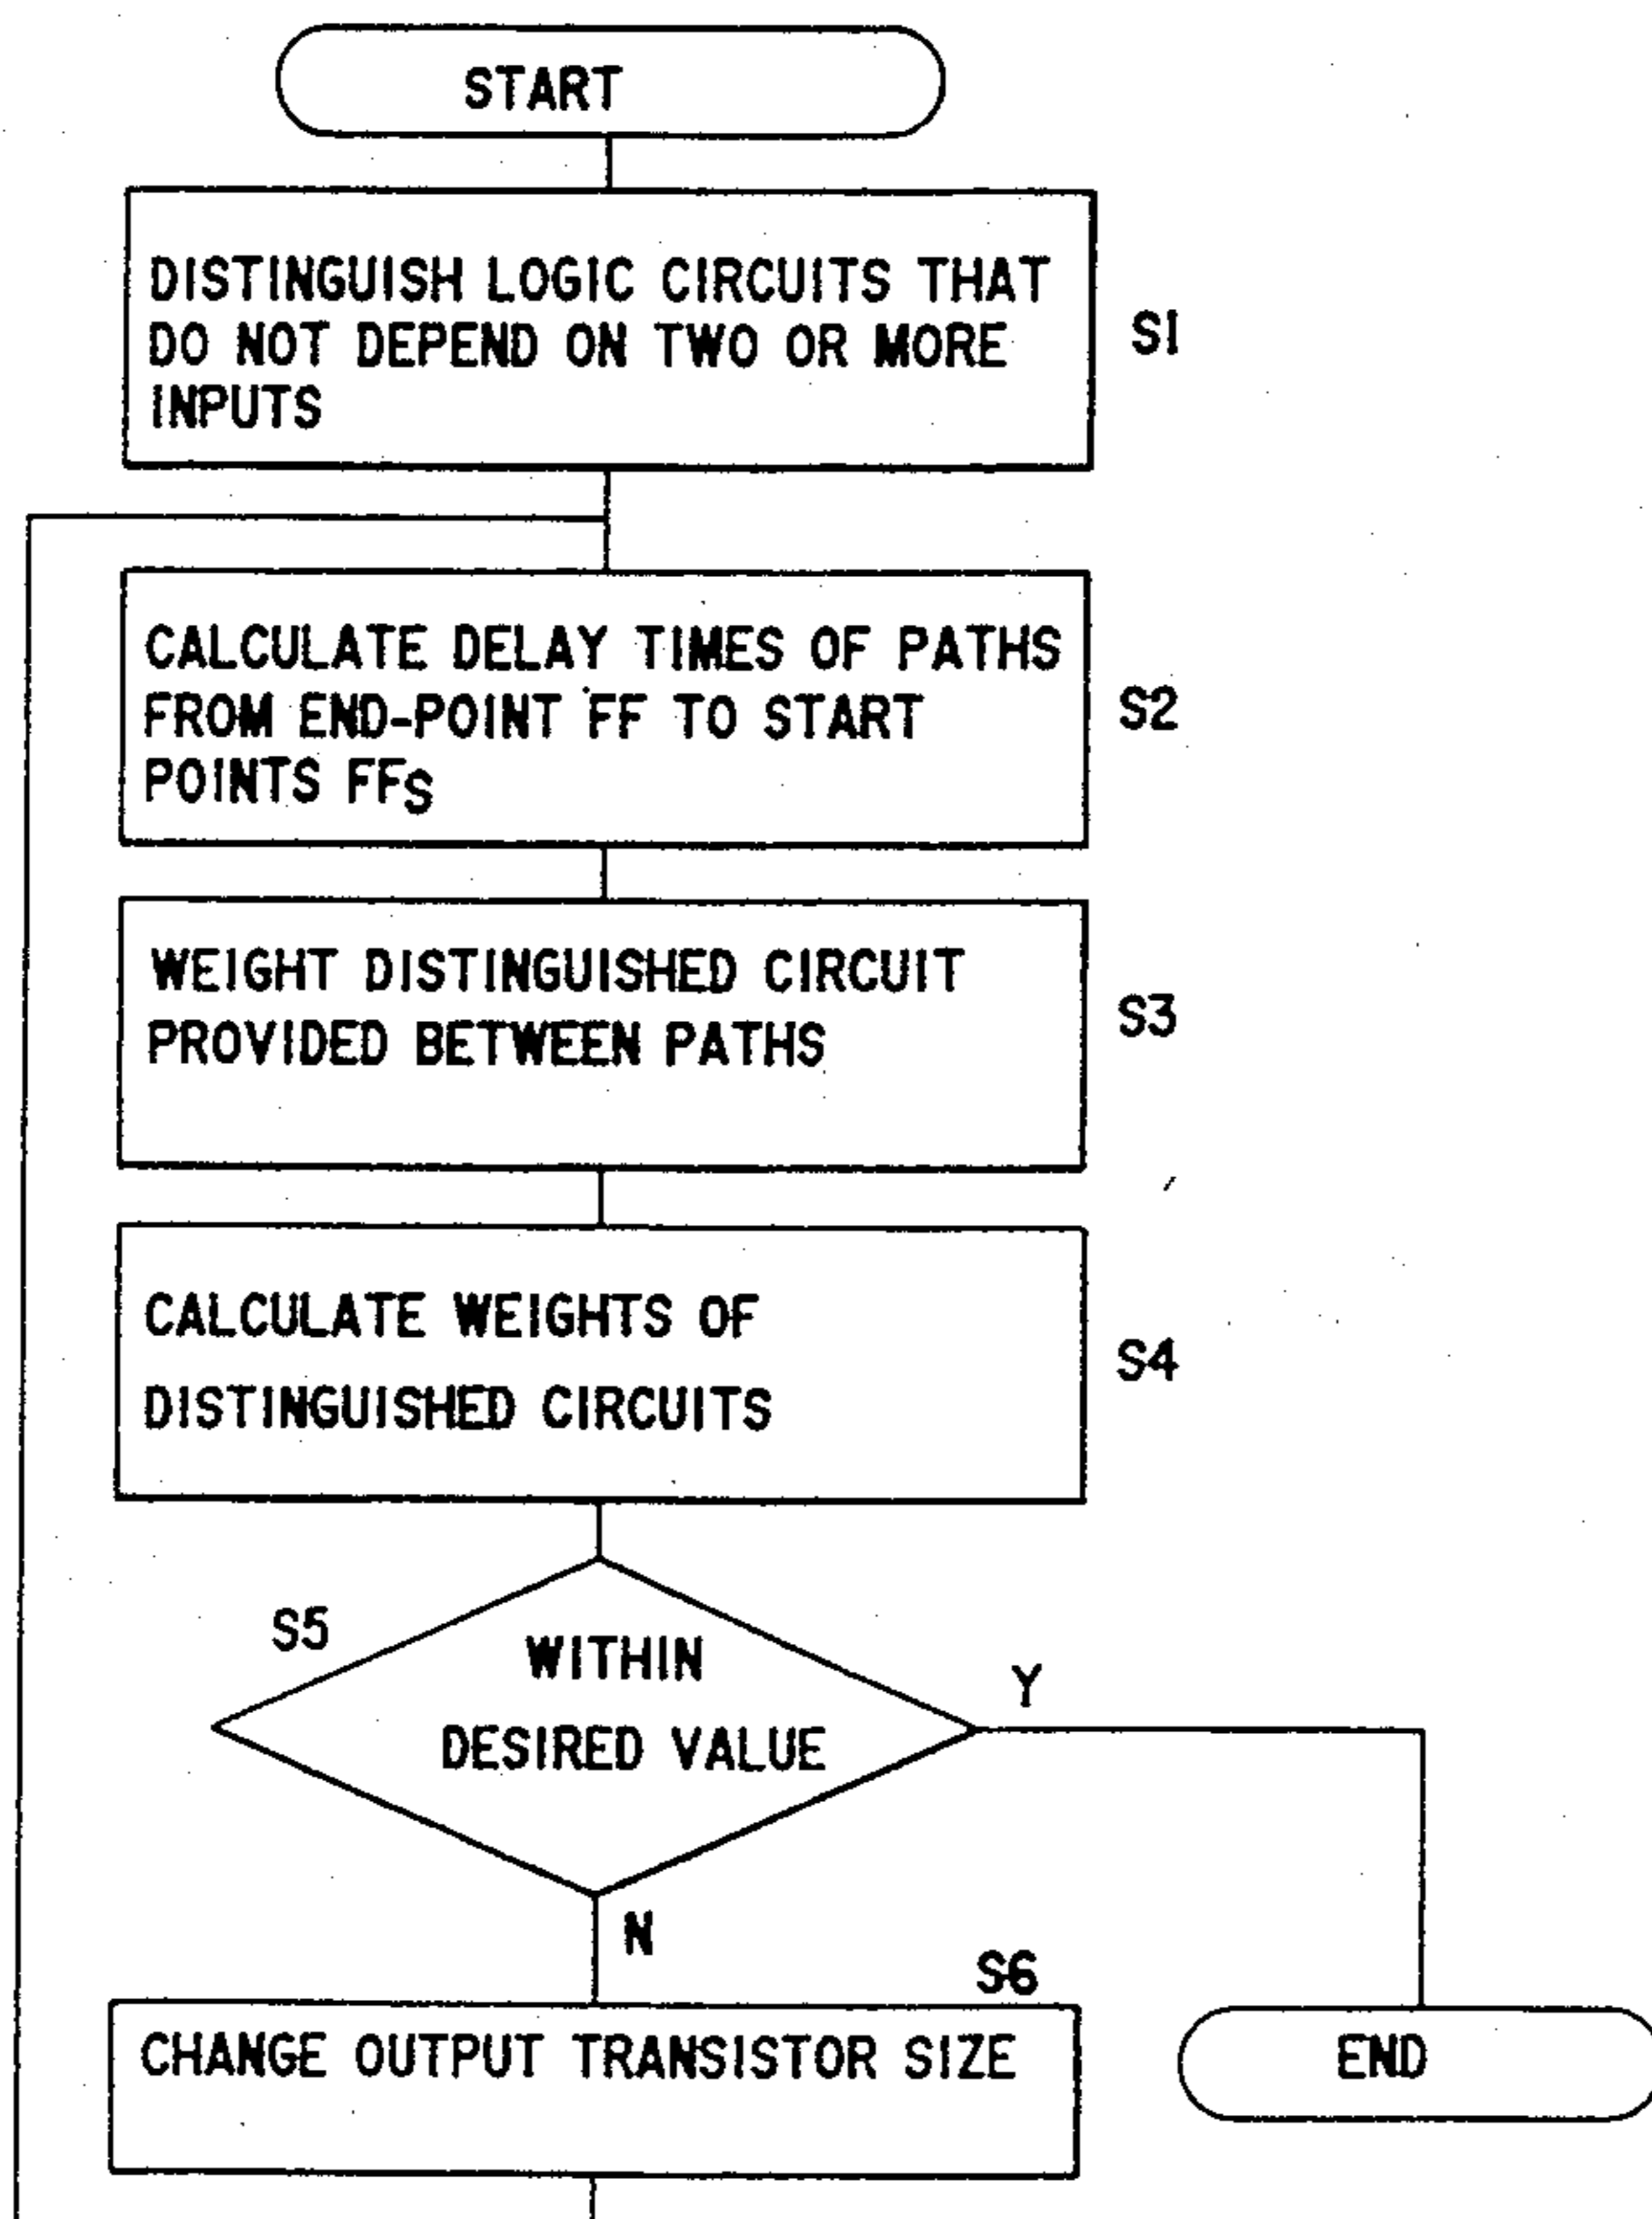 START
DISTINGUISH LOGIC CIRCUITS THAT
DO NOT DEPEND ON TWO OR MORE
INPUTS
S1
CALCULATE DELAY TIMES OF PATHS
FROM END-POINT FF TO START
POINTS FFS
S2
WEIGHT DISTINGUISHED CIRCUIT
PROVIDED BETWEEN PATHS
S3
CALCULATE WEIGHTS OF
DISTINGUISHED CIRCUITS
S4
S5
WITHIN
DESIRED VALUE
Y
N
S6
CHANGE OUTPUT TRANSISTOR SIZE
END